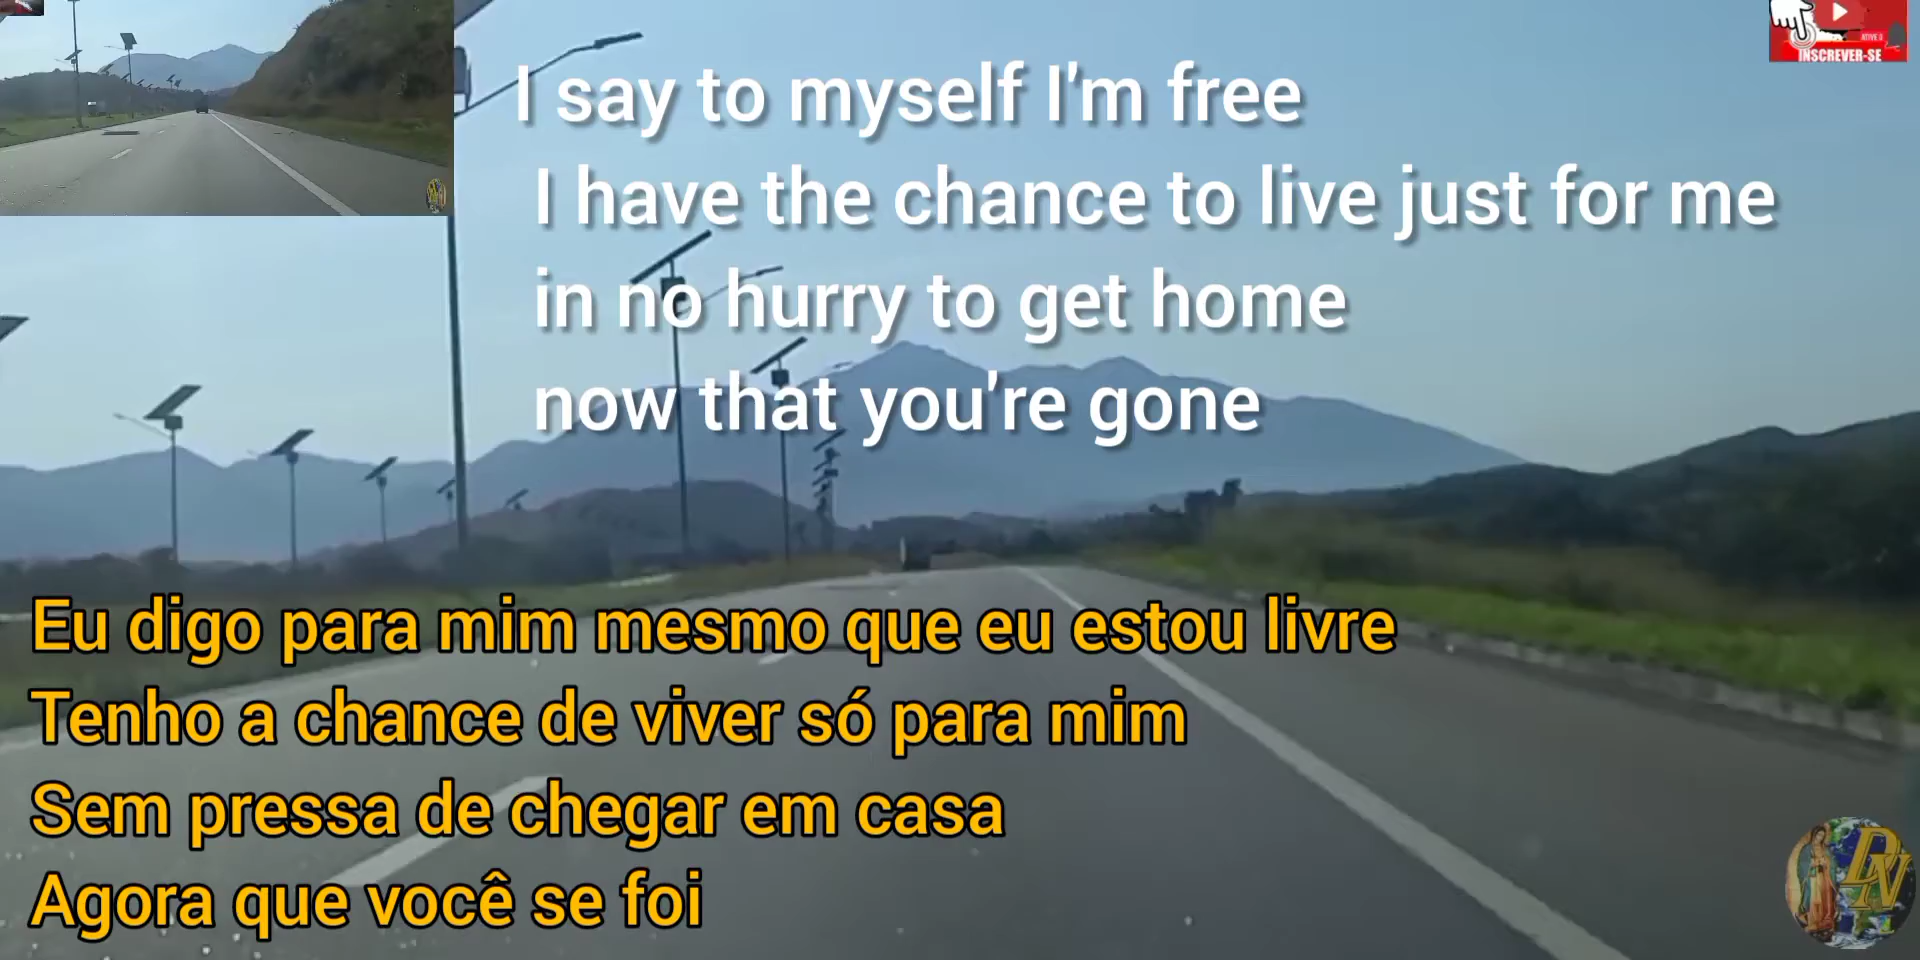 I say to myself I'm free
I have the chance to live just for me
in no hurry to get home
now that you're gone
INSCREVER-SE
Eu digo para mim mesmo que eu estou livre
Tenho a chance de viver só para mim
Sem pressa de chegar em casa
Agora que você se foi
DN